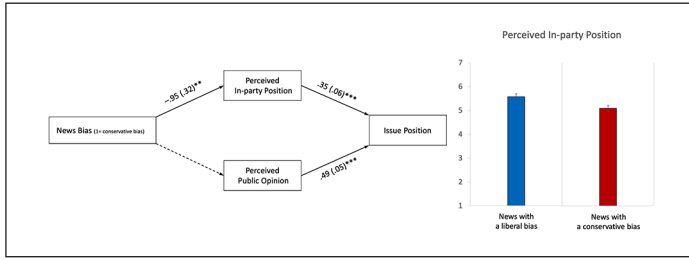 Perceived In-party Position
7
6
5
4
3
2
1
News with
a liberal bias
News with
a conservative bias
News Bias (1= conservative bias)
–.95 (.32)**
Perceived
In-party Position
.35 (.06)***
Perceived
Public Opinion
.49 (.05)***
Issue Position